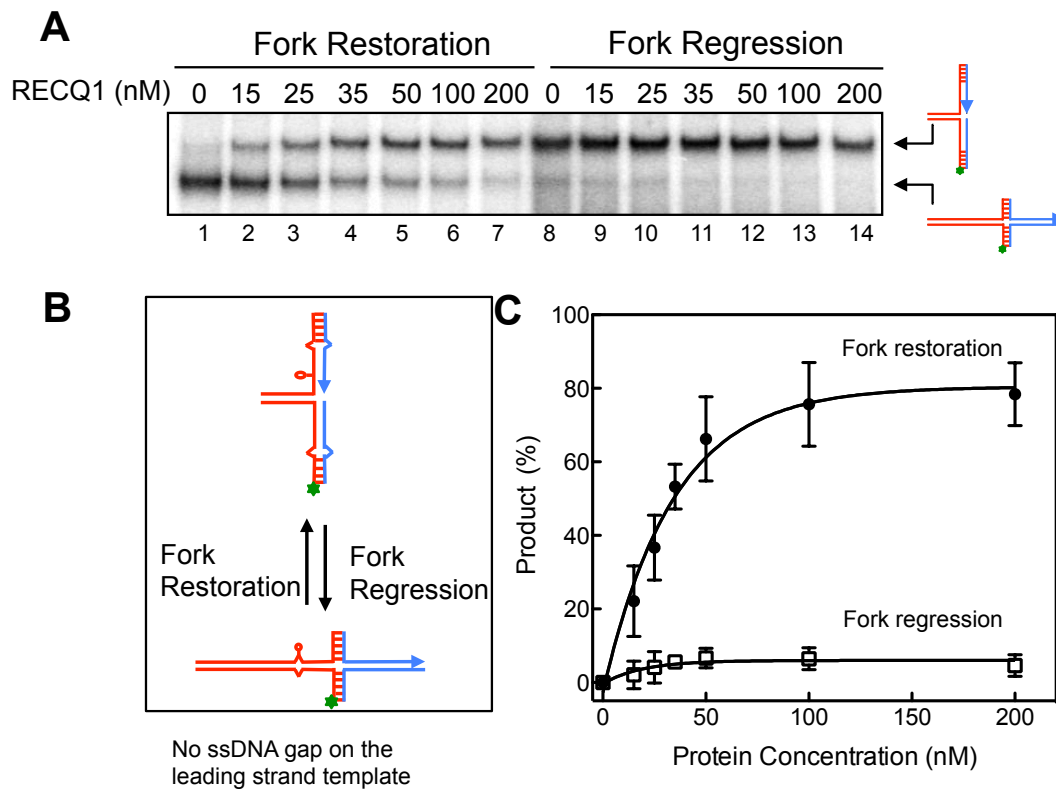 A
Fork Restoration Fork Regression
RECQ1 (nM) 0 15 25 35 50 100 200 0 15 25 35 50 100 200
1 2 3 4 5 6 7 8 9 10 11 12 13 14
B
Fork
Restoration
Fork
Regression
No ssDNA gap on the
leading strand template
C
100
80
60
40
20
0
Product (%)
Fork restoration
Fork regression
0 50 100 150 200
Protein Concentration (nM)